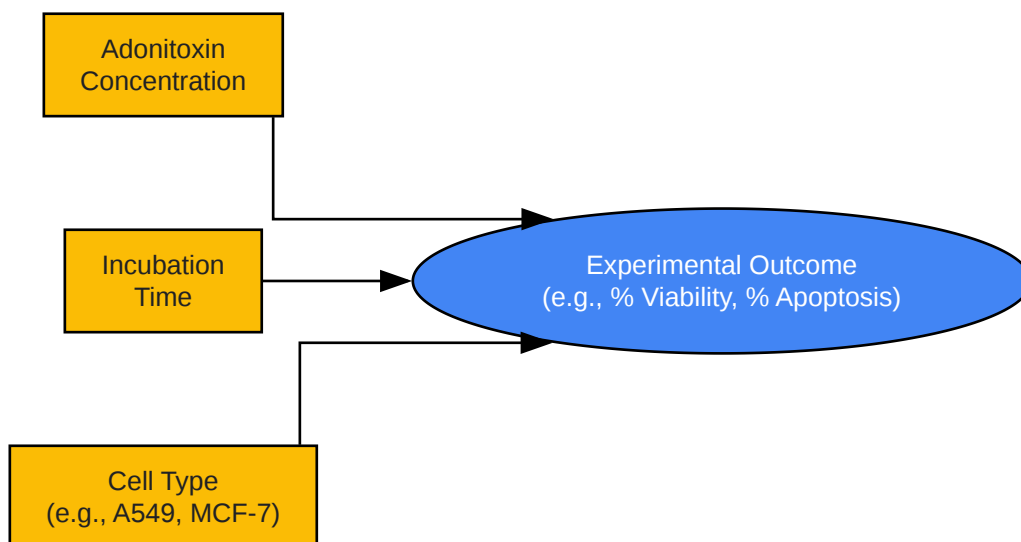 Adonitoxin
Concentration
Incubation
Time
Experimental Outcome
(e.g., % Viability, % Apoptosis)
Cell Type
(e.g., A549, MCF-7)